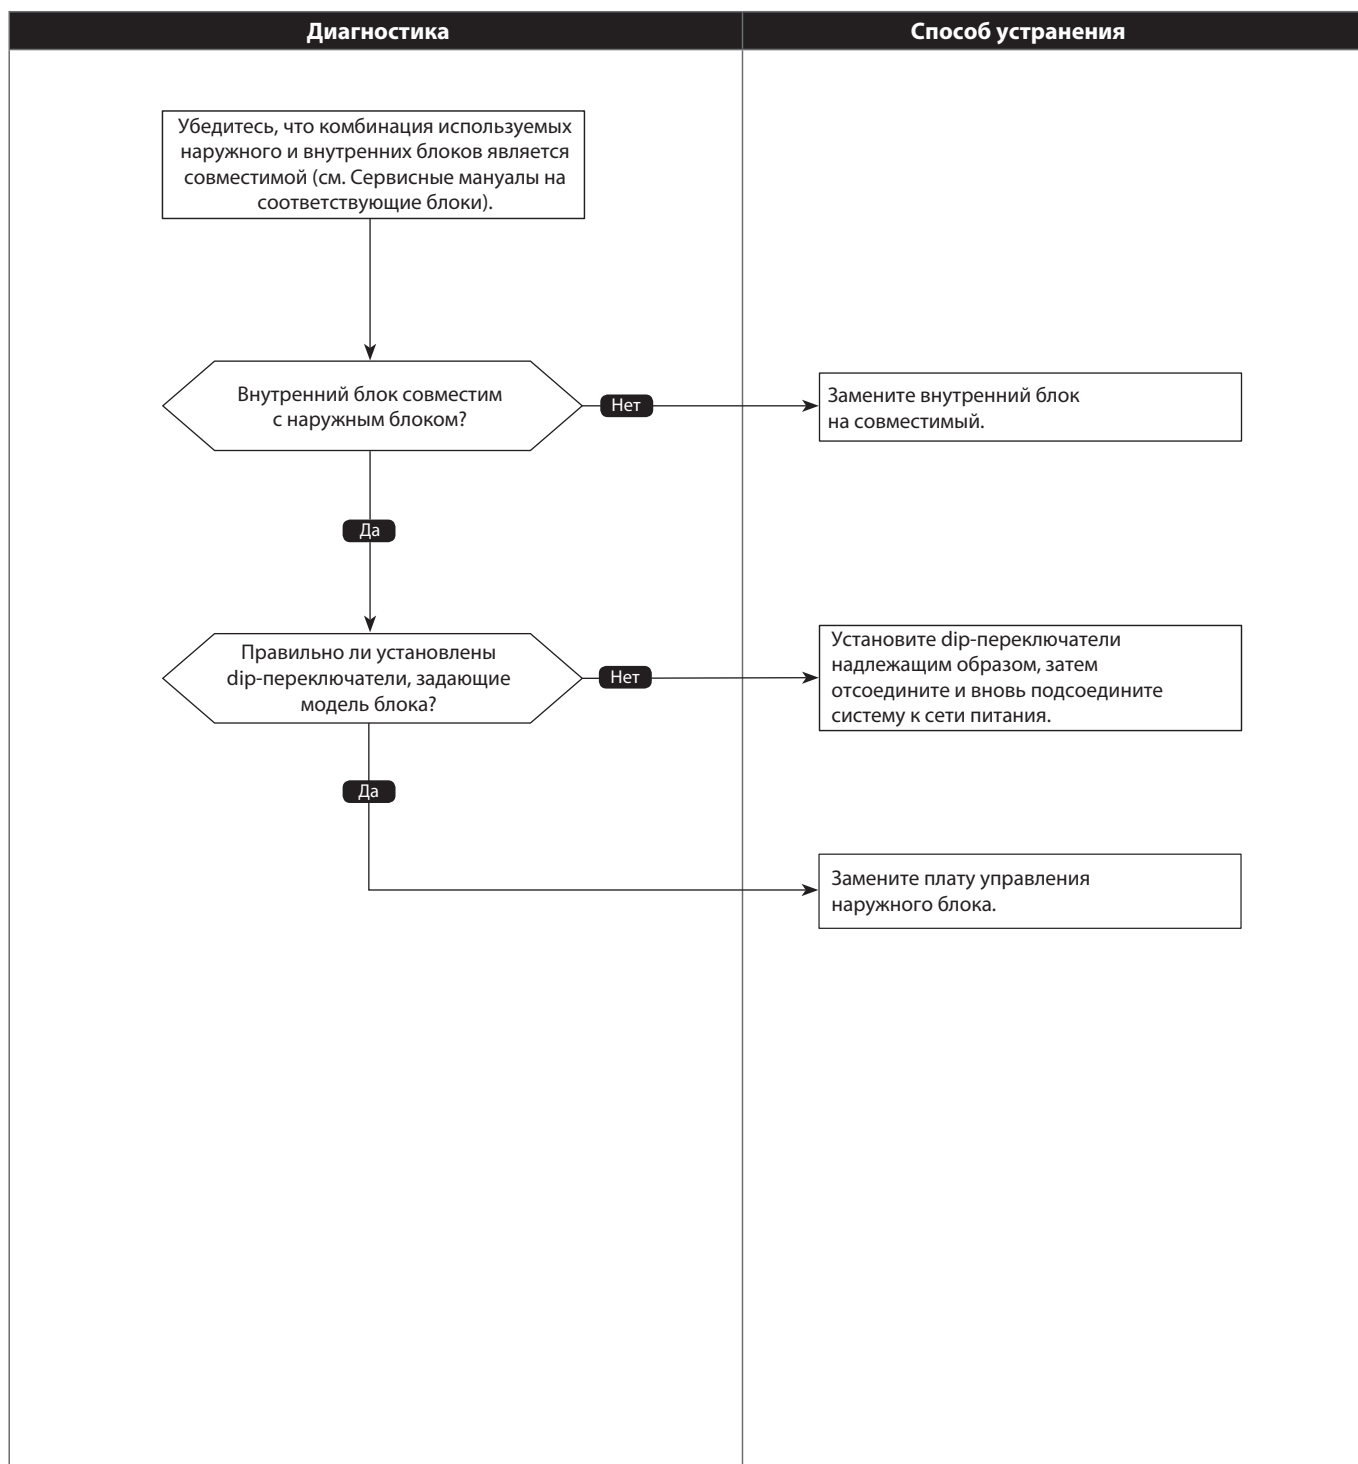 Диагностика
Способ устранения
Убедитесь, что комбинация используемых
наружного и внутренних блоков является
совместимой (см. Сервисные мануалы на
соответствующие блоки).
Внутренний блок совместим
с наружным блоком?
Нет
Замените внутренний блок
на совместимый.
Да
Правильно ли установлены
dip-переключатели, задающие
модель блока?
Нет
Установите dip-переключатели
надлежащим образом, затем
отсоедините и вновь подсоедините
систему к сети питания.
Да
Замените плату управления
наружного блока.